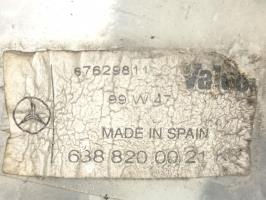 67629811
Valeo
99 W 47
MADE IN SPAIN
638 820 00 21